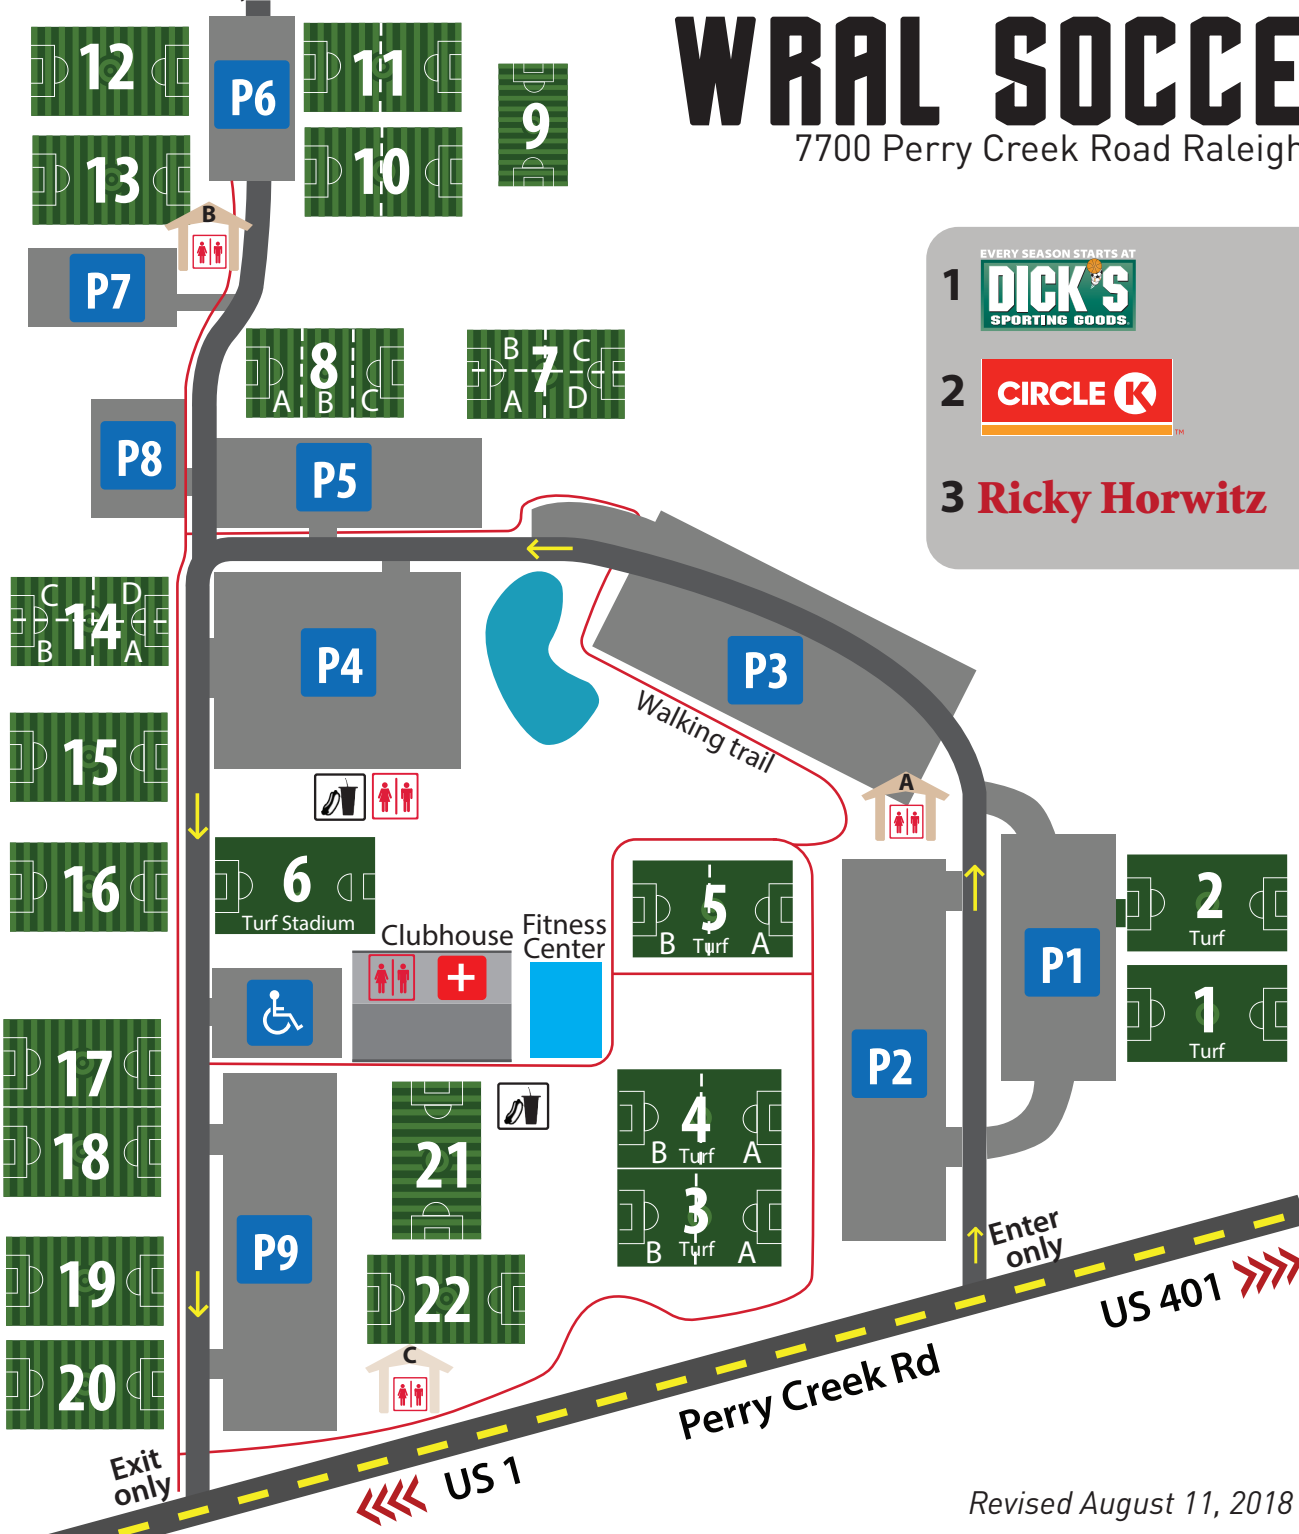 WRAL SOCCE
7700 Perry Creek Road Raleigh
12
P6
11
9
13
10
B
P7
EVERY SEASON STARTS AT
1 DICK'S
SPORTING GOODS
2 CIRCLE K
TM
3 Ricky Horwitz
8
A B C
B 7 C
A D
P8
P5
C D
14
B A
P4
P3
Walking trail
15
A
16
6
Turf Stadium
5
B Turf A
2
Turf
Clubhouse
Fitness
Center
P1
1
Turf
17
18
P2
4
B Turf A
21
3
B Turf A
P9
19
22
Enter
only
US 401
20
C
Perry Creek Rd
Exit
only
US 1
Revised August 11, 2018